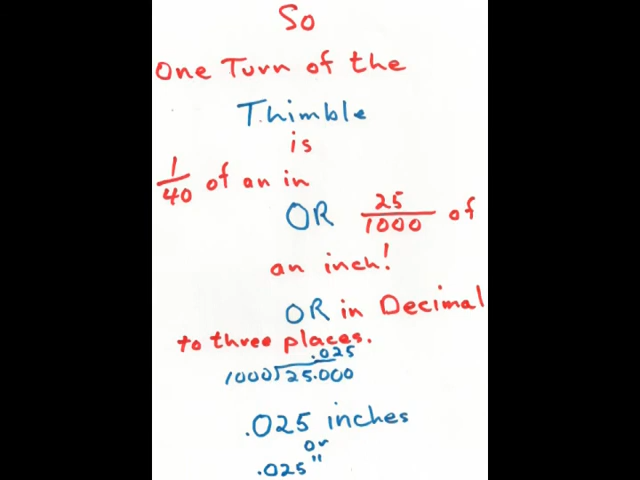 So
One Turn of the
Thimble
is
1/40 of an in
OR 25/1000 of
an inch!
OR in Decimal
to three places.
.025
1000)25.000
.025 inches
or
.025"